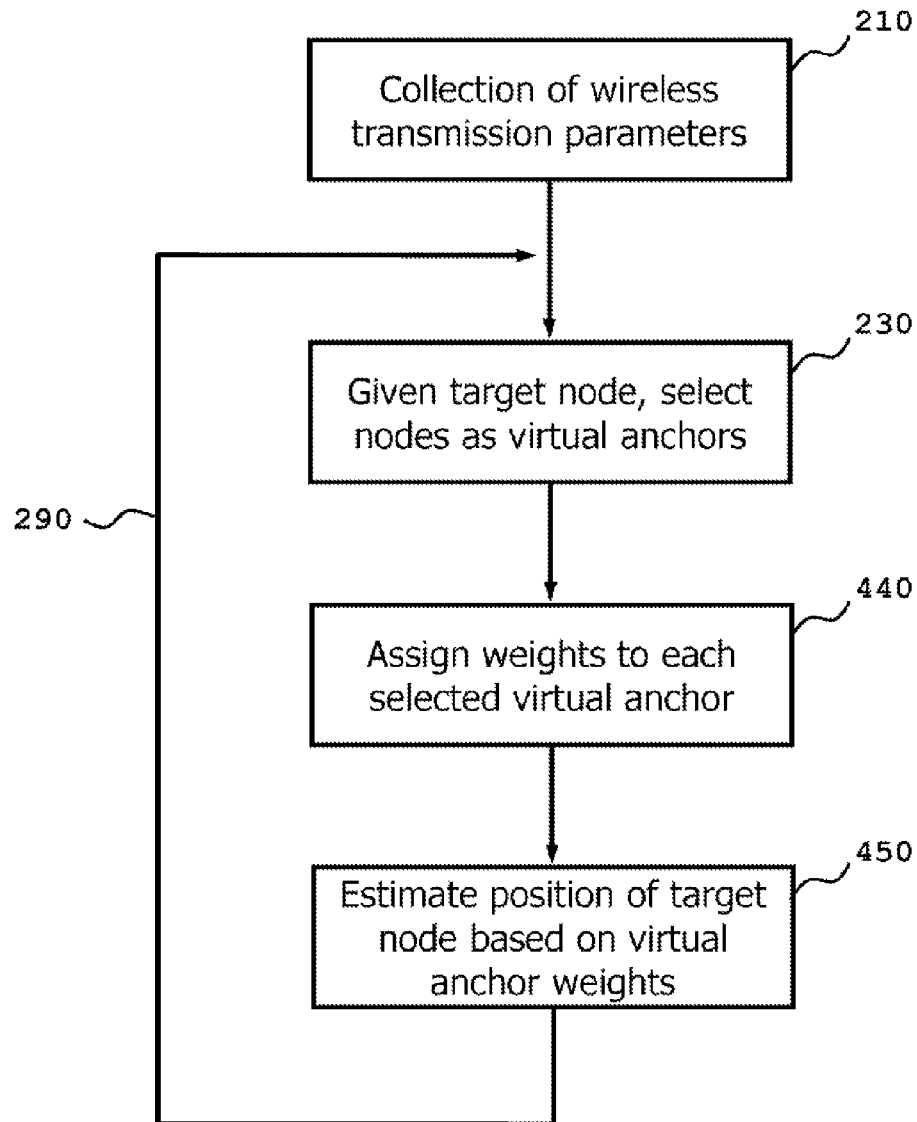 210
Collection of wireless
transmission parameters
230
Given target node, select
nodes as virtual anchors
290
440
Assign weights to each
selected virtual anchor
450
Estimate position of target
node based on virtual
anchor weights